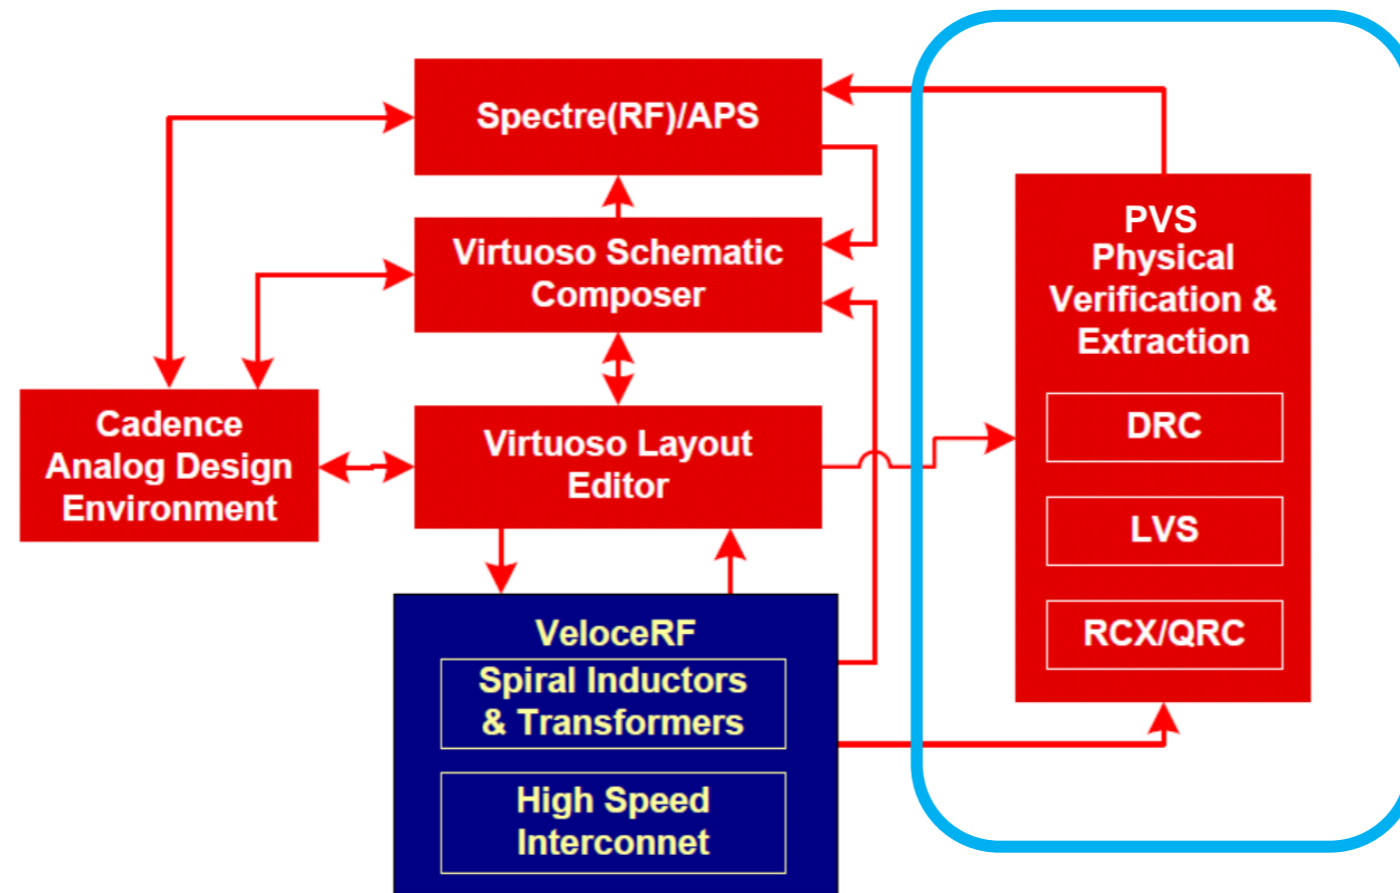 Spectre(RF)/APS
Virtuoso Schematic
Composer
Cadence
Analog Design
Environment
Virtuoso Layout
Editor
VeloceRF
Spiral Inductors
& Transformers
High Speed
Interconnet
PVS
Physical
Verification &
Extraction
DRC
LVS
RCX/QRC